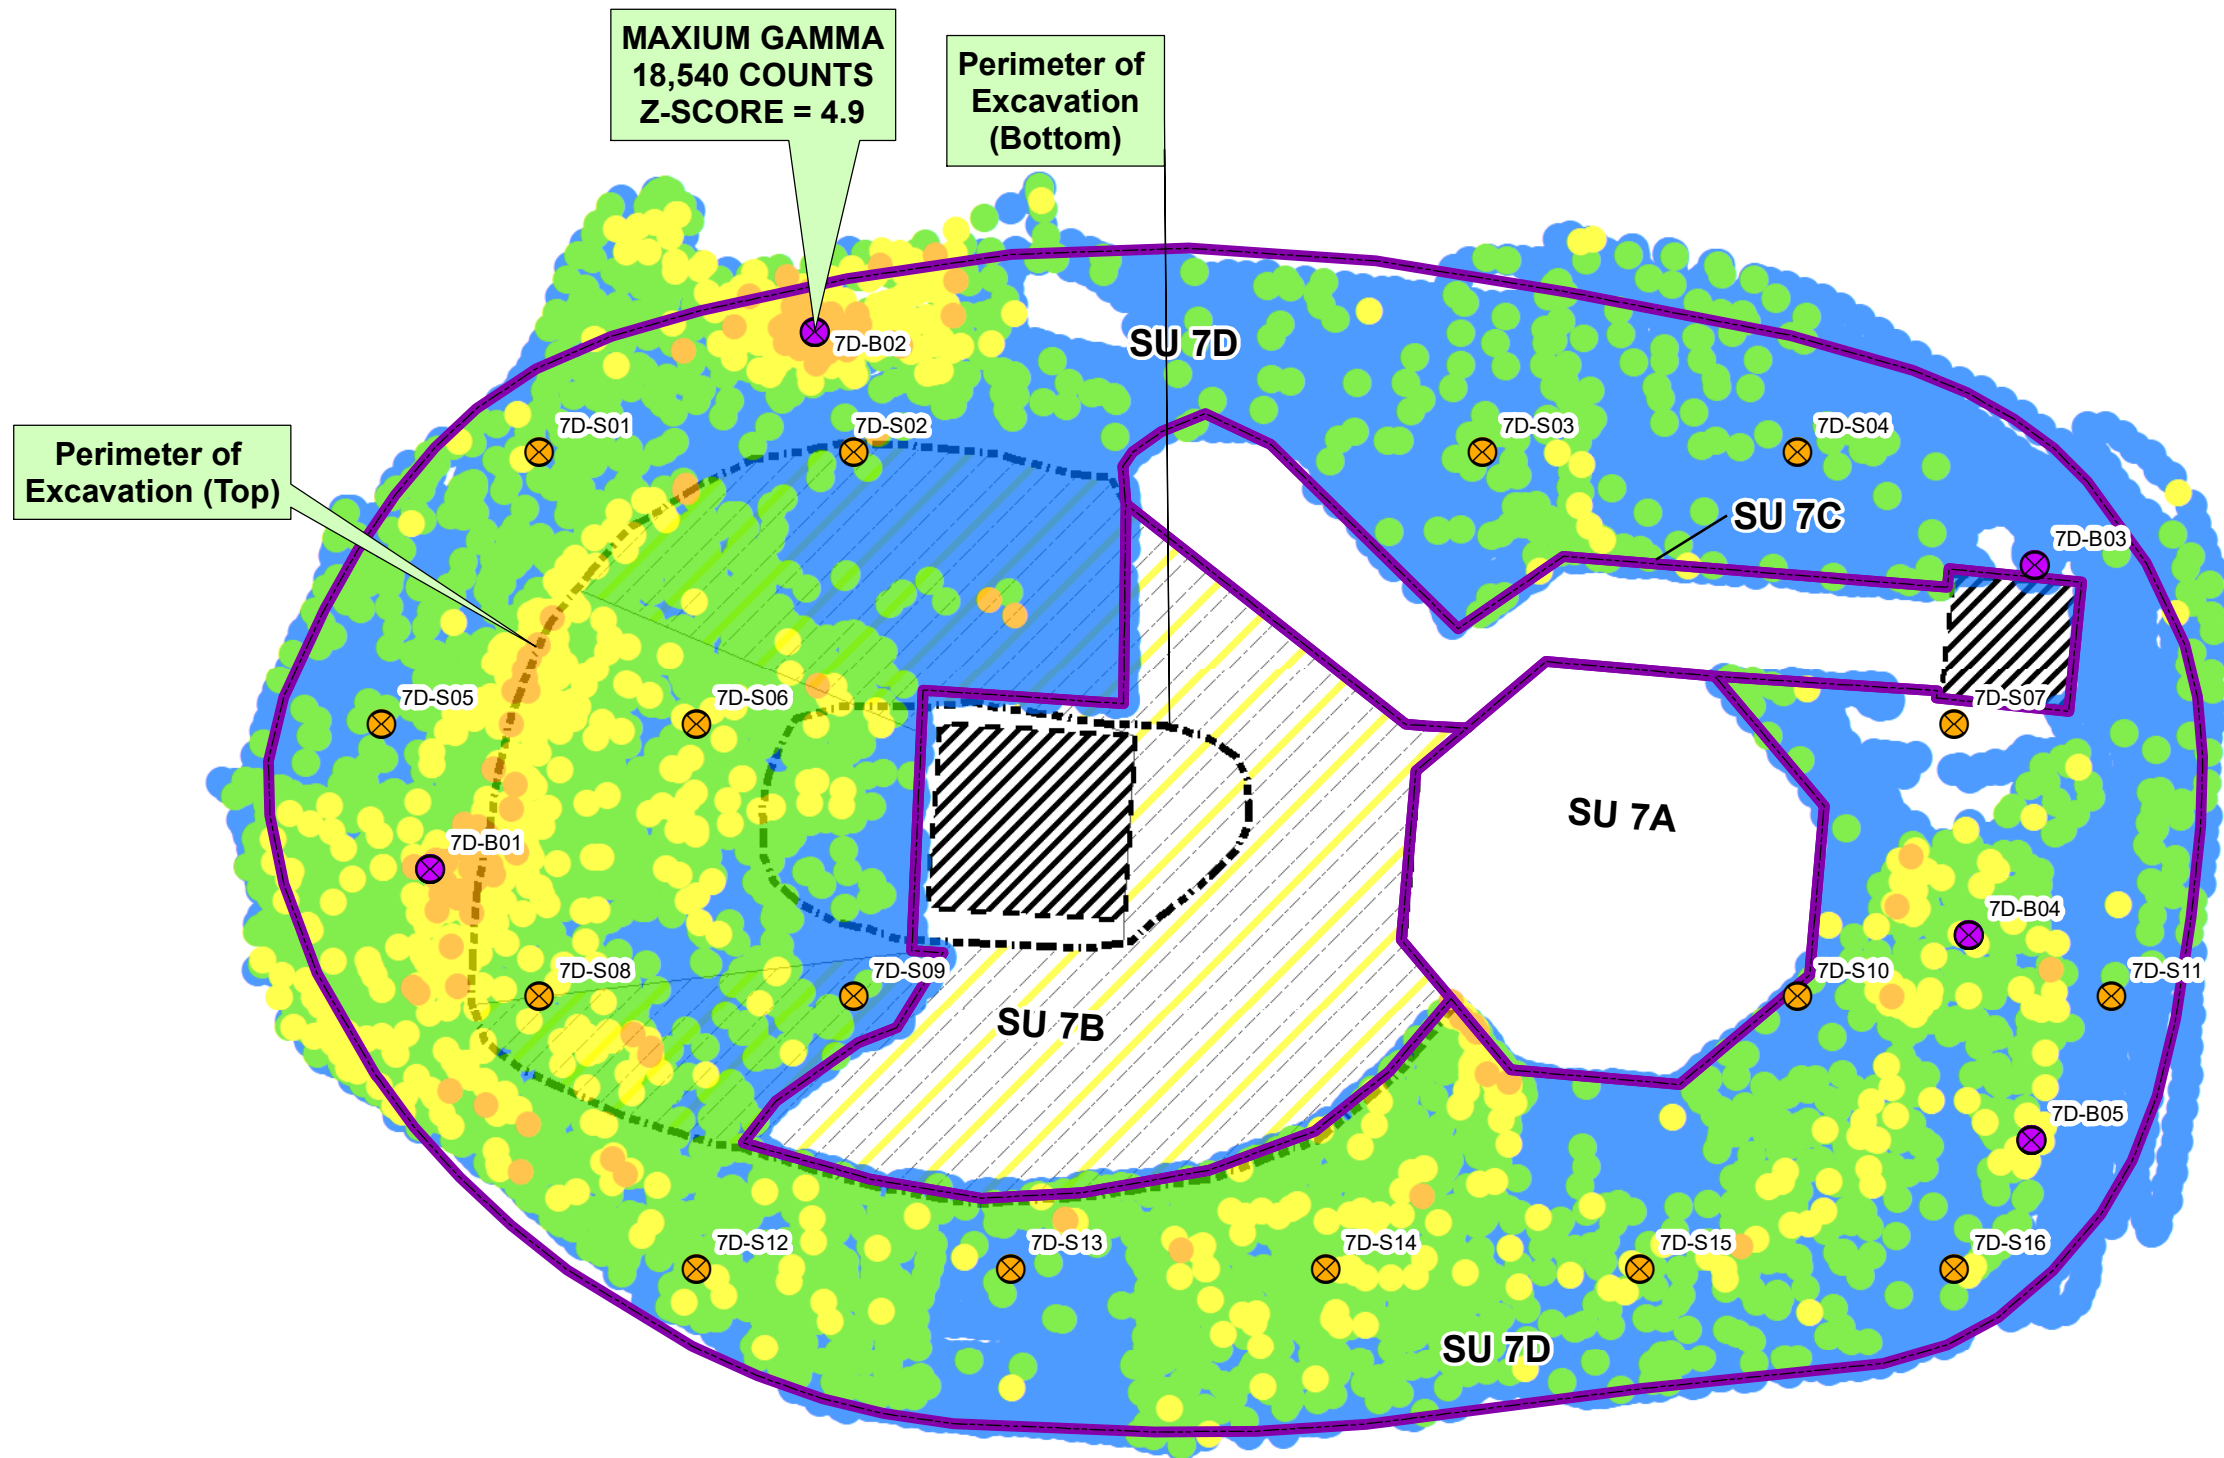 MAXIUM GAMMA
18,540 COUNTS
Z-SCORE = 4.9
Perimeter of
Excavation
(Bottom)
7D-B02
SU 7D
7D-S01
7D-S02
7D-S03
7D-S04
Perimeter of
Excavation (Top)
SU 7C
7D-B03
7D-S05
7D-S06
7D-S07
SU 7A
7D-B01
7D-B04
7D-S08
7D-S09
7D-S10
7D-S11
SU 7B
7D-B05
7D-S12
7D-S13
7D-S14
7D-S15
7D-S16
SU 7D